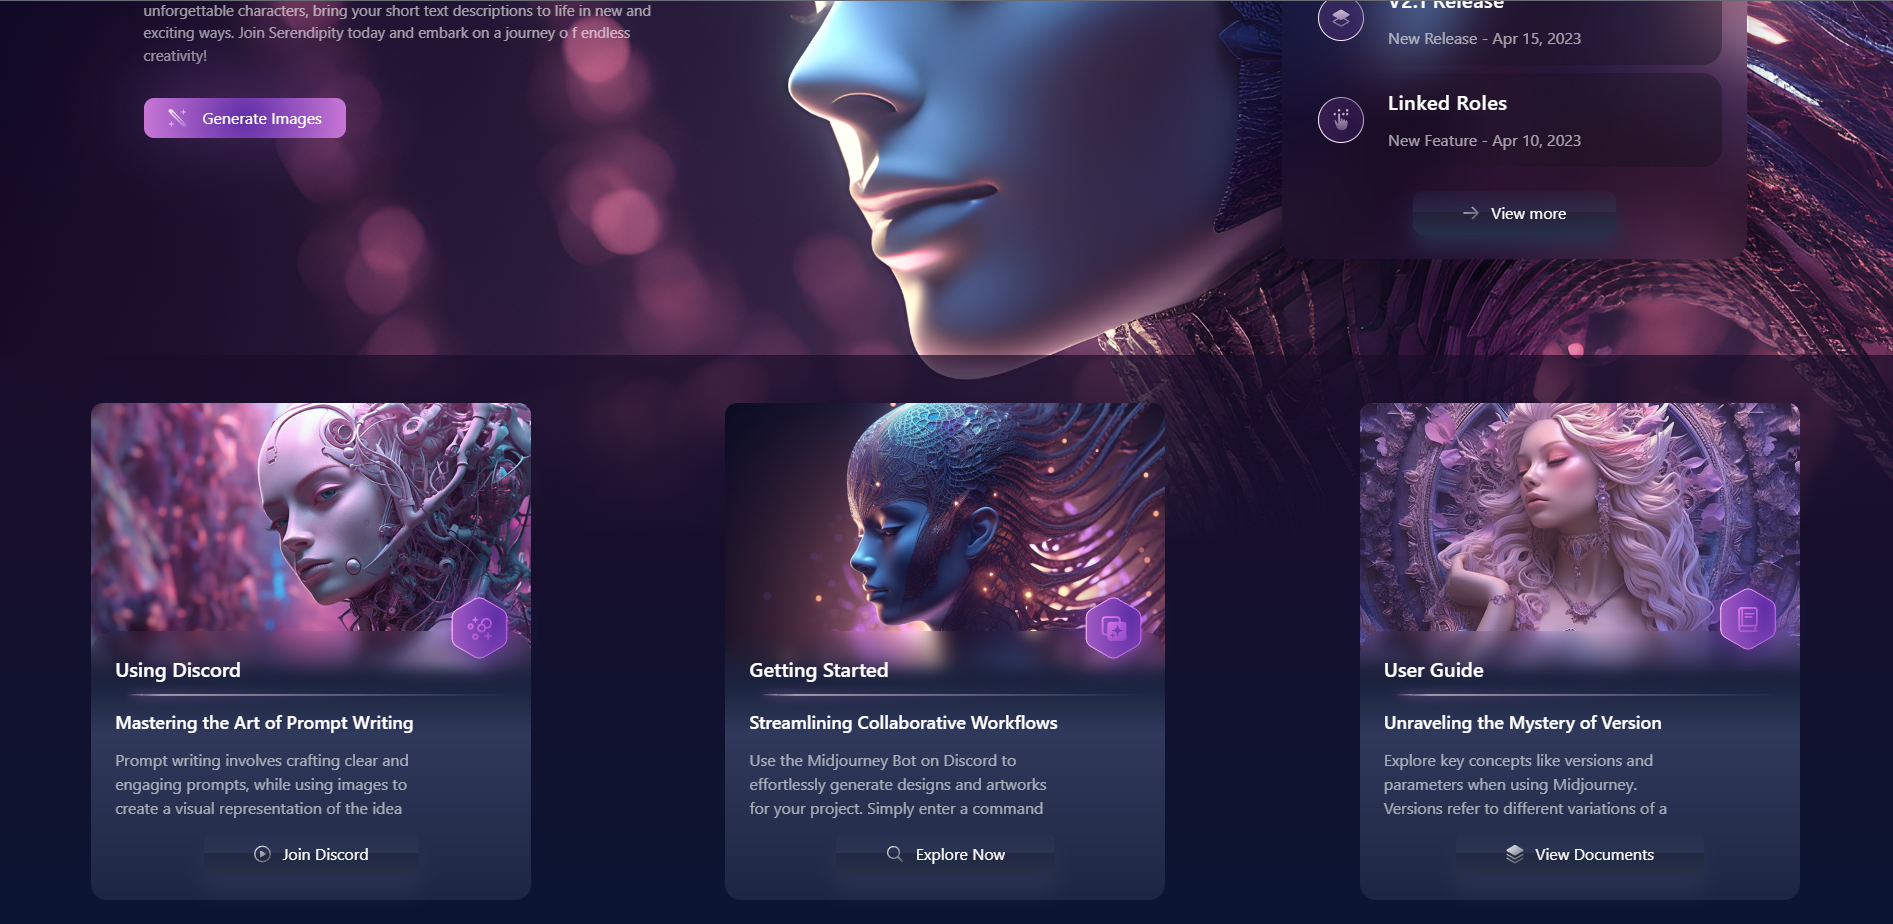 unforgettable characters, bring your short text descriptions to life in new and
exciting ways. Join Serendipity today and embark on a journey o f endless
creativity!
Generate Images
V2.1 Release
New Release - Apr 15, 2023
Linked Roles
New Feature - Apr 10, 2023
View more
Using Discord
Mastering the Art of Prompt Writing
Prompt writing involves crafting clear and
engaging prompts, while using images to
create a visual representation of the idea
Join Discord
Getting Started
Streamlining Collaborative Workflows
Use the Midjourney Bot on Discord to
effortlessly generate designs and artworks
for your project. Simply enter a command
Explore Now
User Guide
Unraveling the Mystery of Version
Explore key concepts like versions and
parameters when using Midjourney.
Versions refer to different variations of a
View Documents